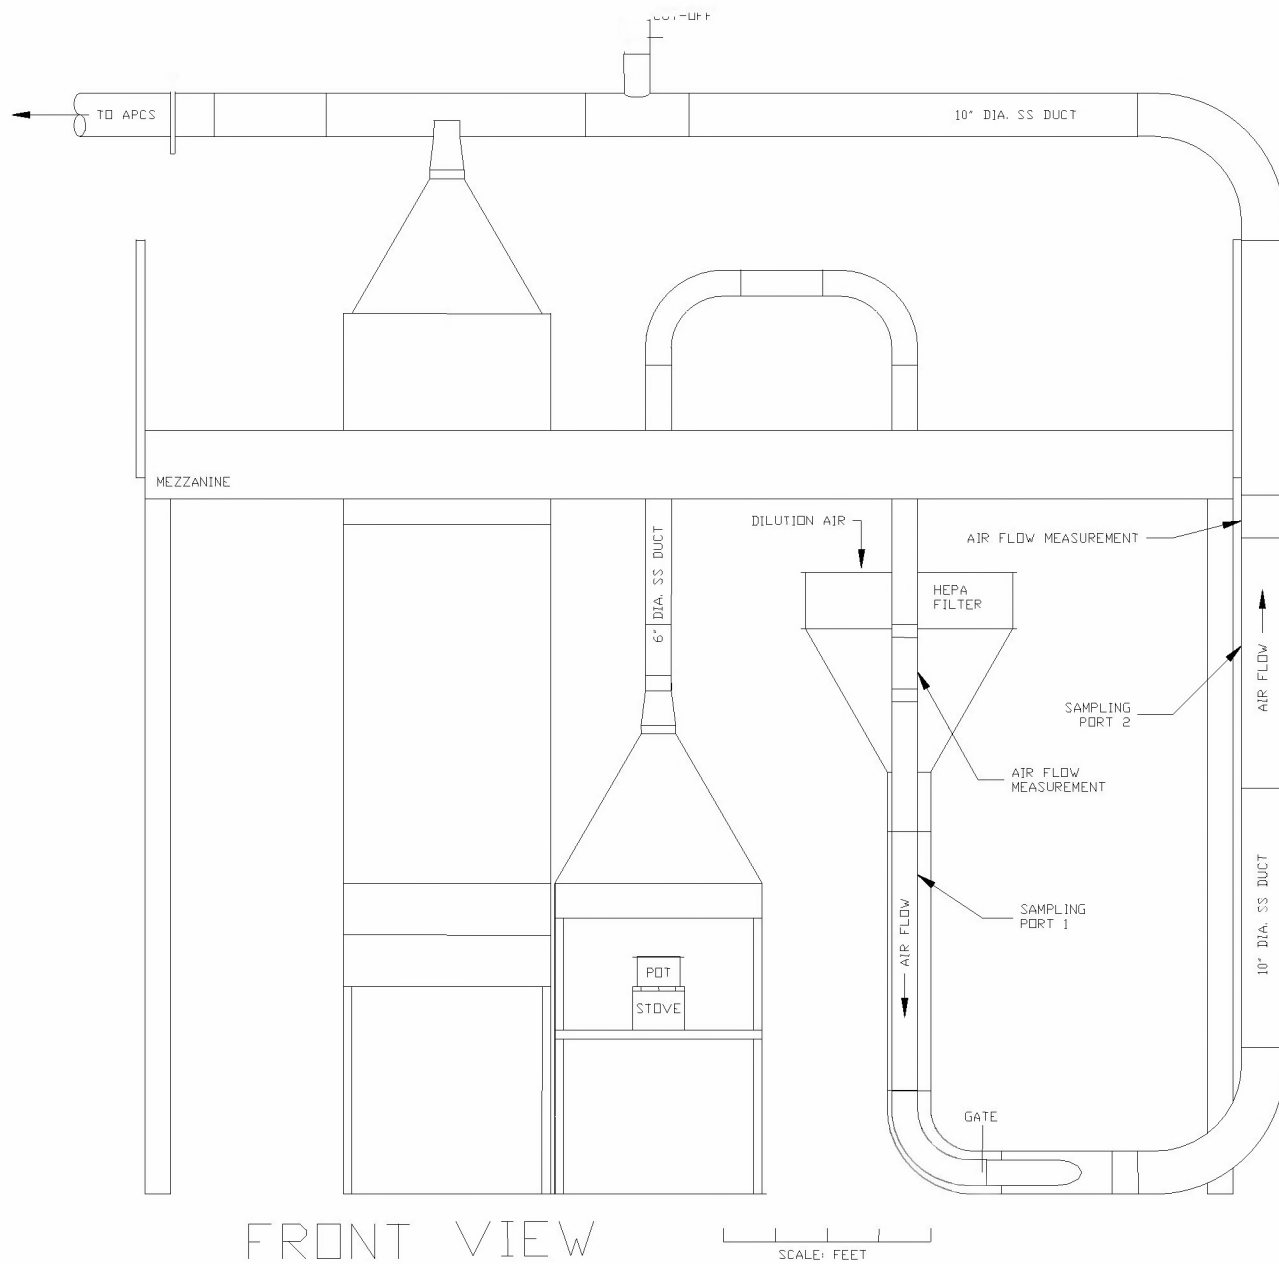 CUT-OFF
TO APCS
10" DIA. SS DUCT
MEZZANINE
DILUTION AIR
AIR FLOW MEASUREMENT
6" DIA. SS DUCT
HEPA
FILTER
AIR FLOW
SAMPLING
PORT 2
AIR FLOW
MEASUREMENT
SAMPLING
PORT 1
10" DIA. SS DUCT
AIR FLOW
POT
STOVE
GATE
FRONT VIEW
SCALE: FEET